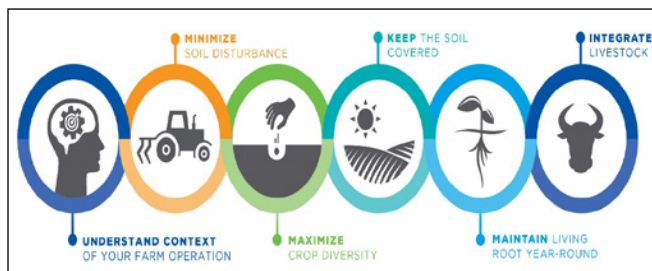 MINIMIZE
SOIL DISTURBANCE
KEEP THE SOIL
COVERED
INTEGRATE
LIVESTOCK
UNDERSTAND CONTEXT
OF YOUR FARM OPERATION
MAXIMIZE
CROP DIVERSITY
MAINTAIN LIVING
ROOT YEAR-ROUND